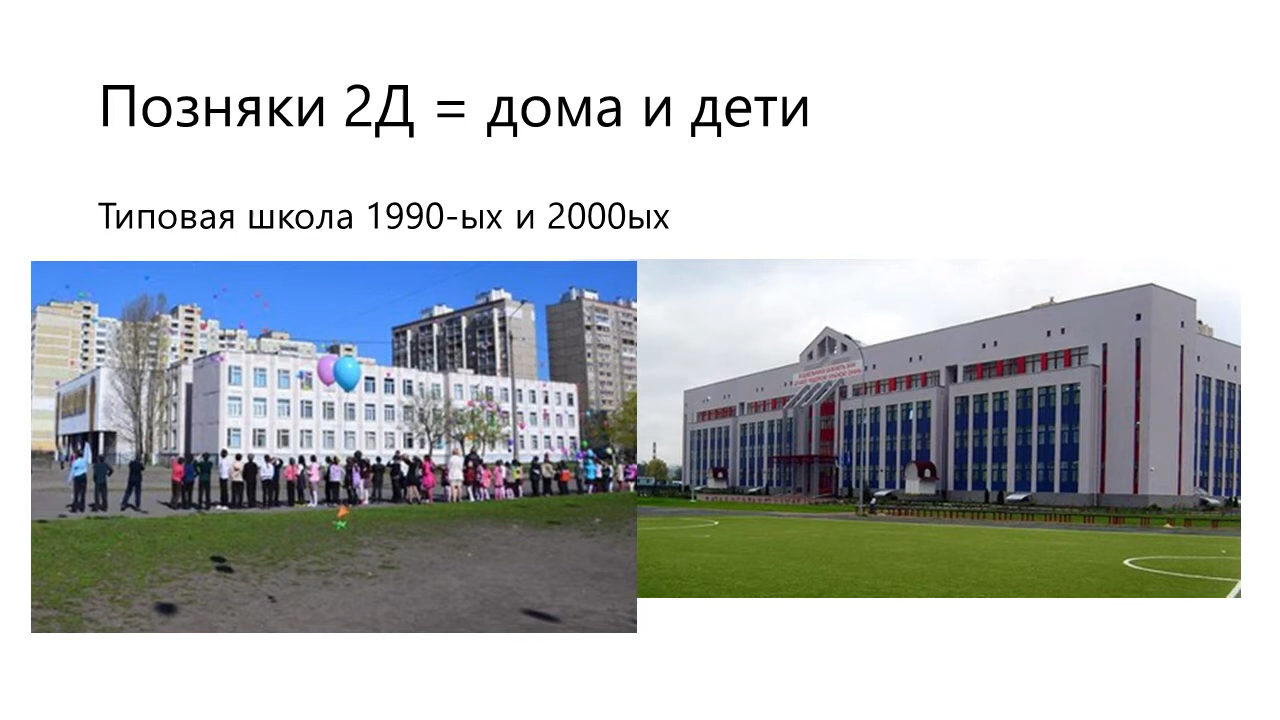 Позняки 2Д = дома и дети
Типовая школа 1990-ых и 2000ых